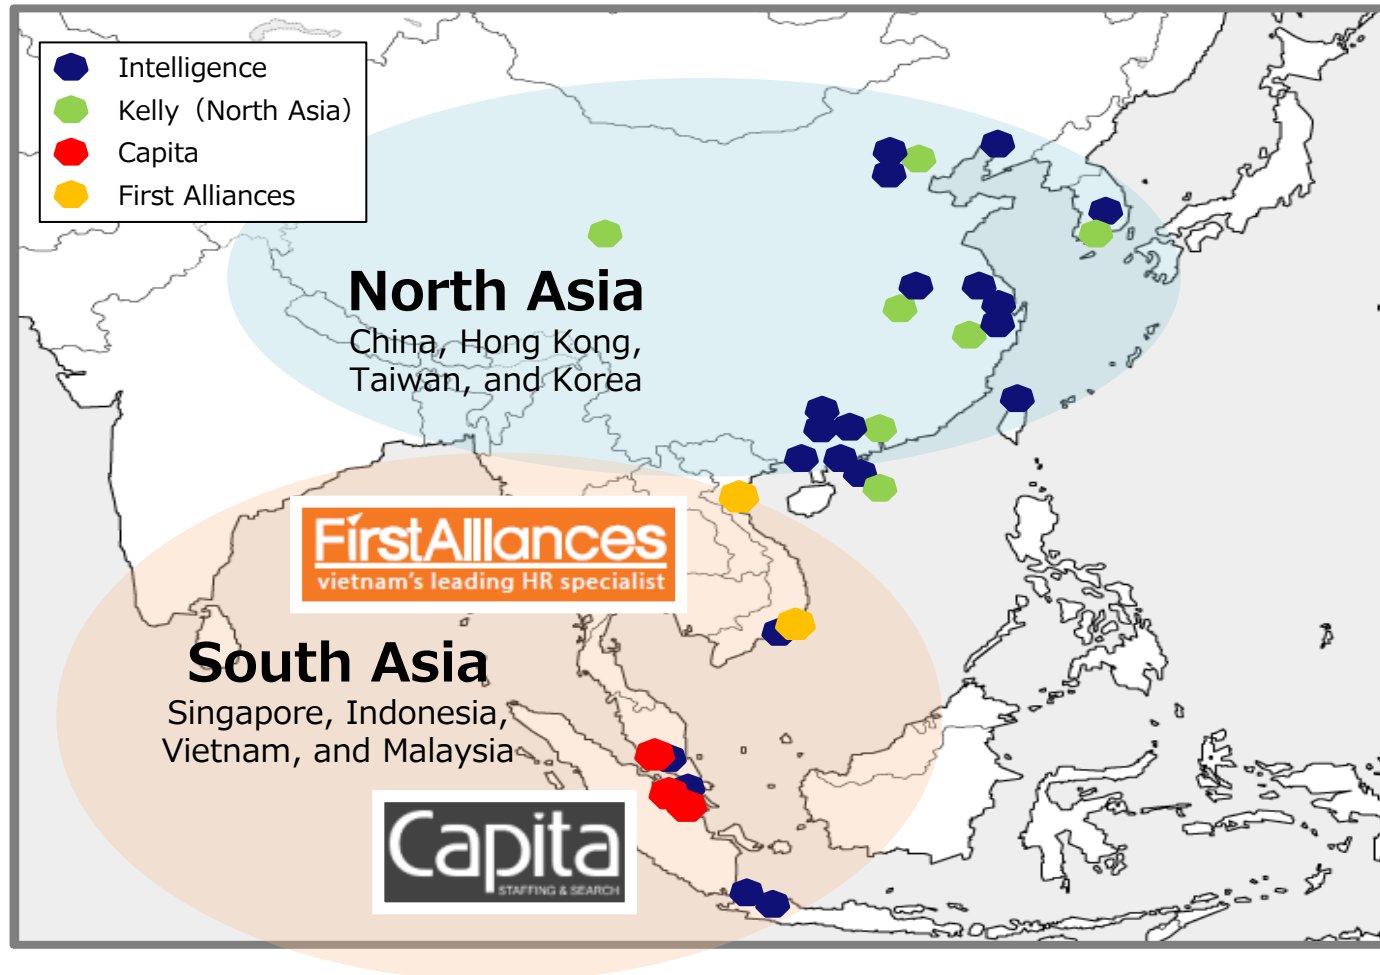 Intelligence
Kelly（North Asia）
Capita
First Alliances
North Asia
China, Hong Kong,
Taiwan, and Korea
FirstAlliances
vietnam's leading HR specialist
South Asia
Singapore, Indonesia,
Vietnam, and Malaysia
Capita
STAFFING & SEARCH